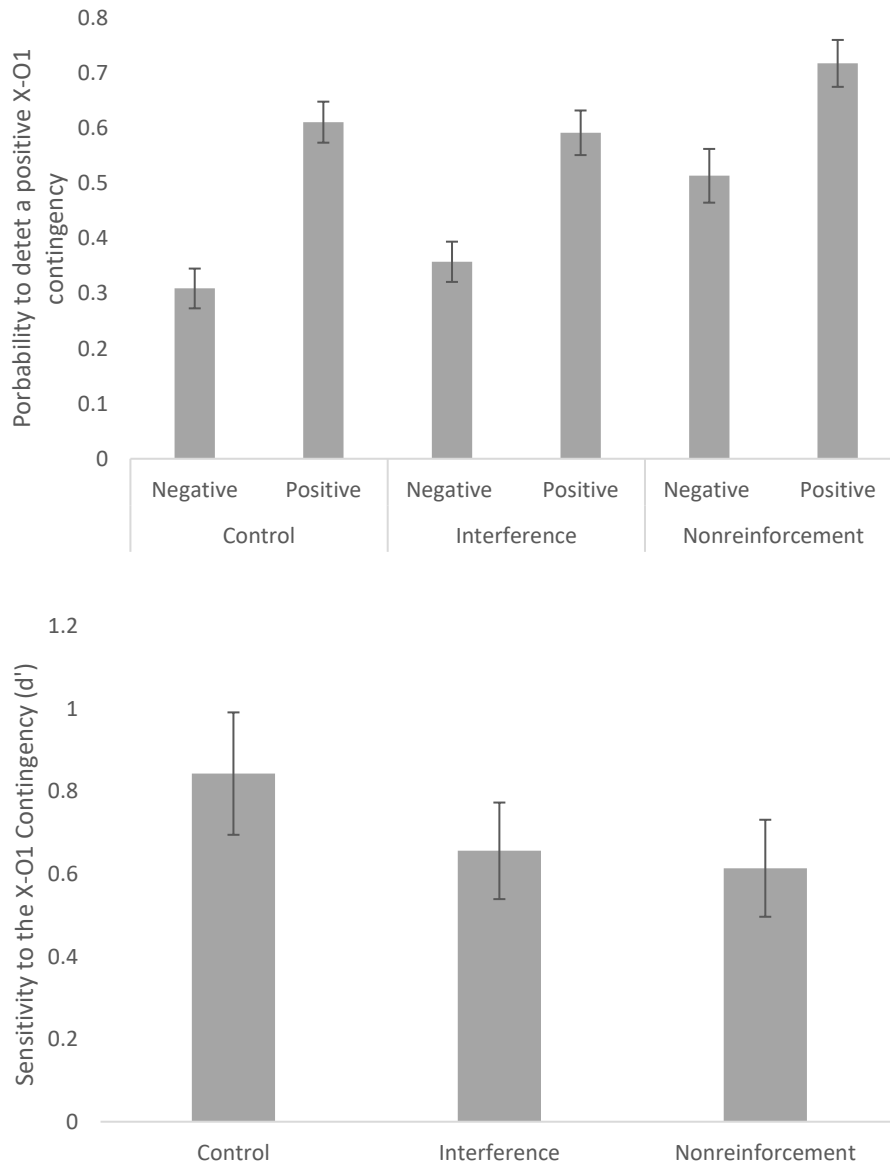 0.8
0.7
0.6
0.5
0.4
0.3
0.2
0.1
0
Porbability to detet a positive X-O1
contingency
Negative Positive Negative Positive Negative Positive
Control Interference Nonreinforcement
1.2
1
0.8
0.6
0.4
0.2
0
Sensitivity to the X-O1 Contingency (d')
Control Interference Nonreinforcement